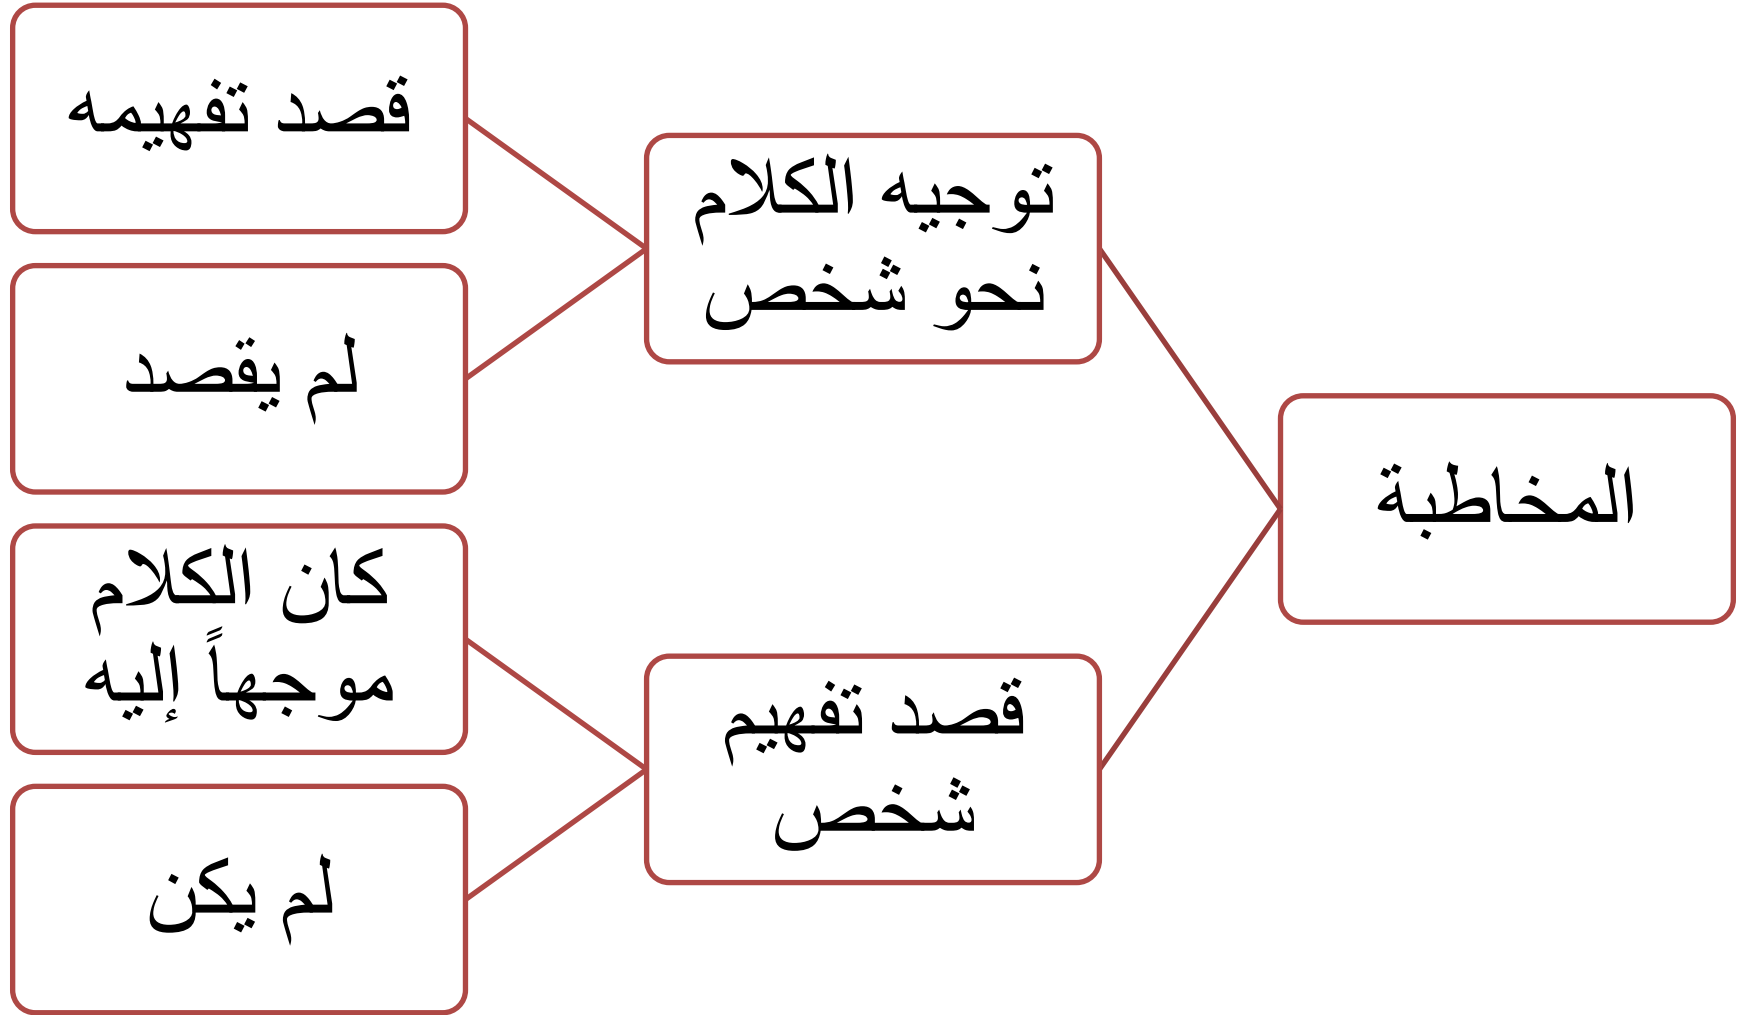 المخاطبة
توجيه الكلام
نحو شخص
قصد تفهيمه
لم يقصد
قصد تفهيم
شخص
كان الكلام
موجهاً إليه
لم يكن